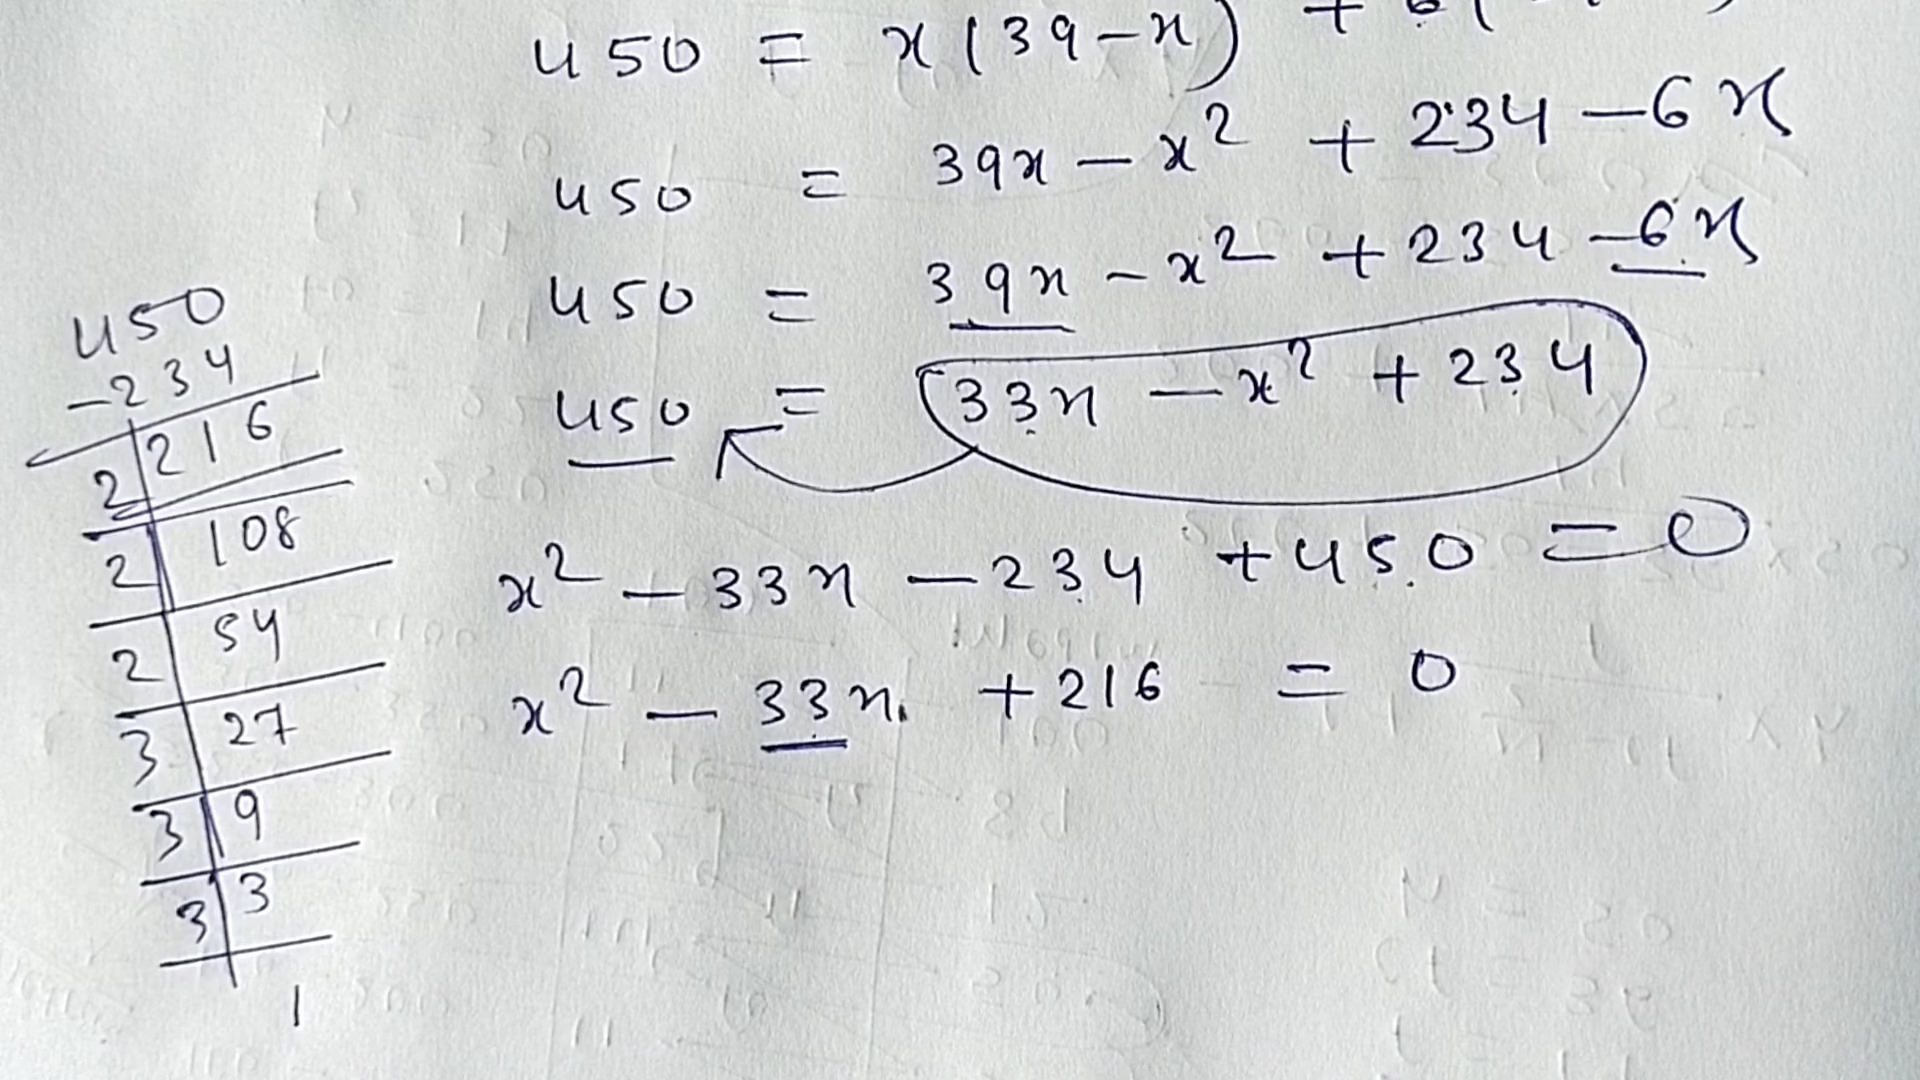 450 = x(39-x) +
450 = 39x - x² + 234 - 6x
450 = 39x - x² + 234 - 6x
450 = 33x - x² + 234
x² - 33x - 234 + 450 = 0
x² - 33x + 216 = 0
450
-234
2 | 216
2 | 108
2 | 54
3 | 27
3 | 9
3 | 3
1